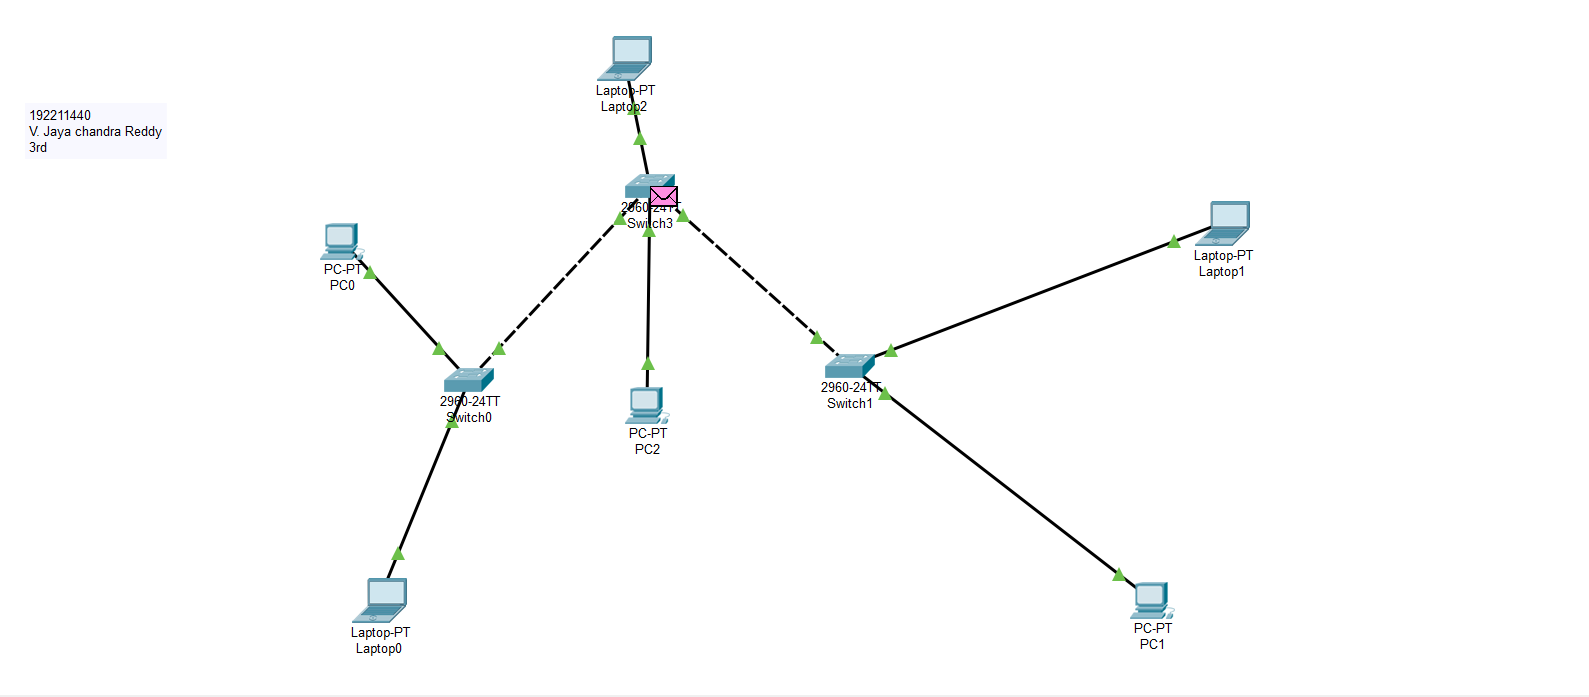 Laptop-PT
Laptop2
192211440
V. Jaya chandra Reddy
3rd
2960-24TT
Switch3
PC-PT
PC0
Laptop-PT
Laptop1
2960-24TT
Switch0
2960-24TT
Switch1
PC-PT
PC2
Laptop-PT
Laptop0
PC-PT
PC1